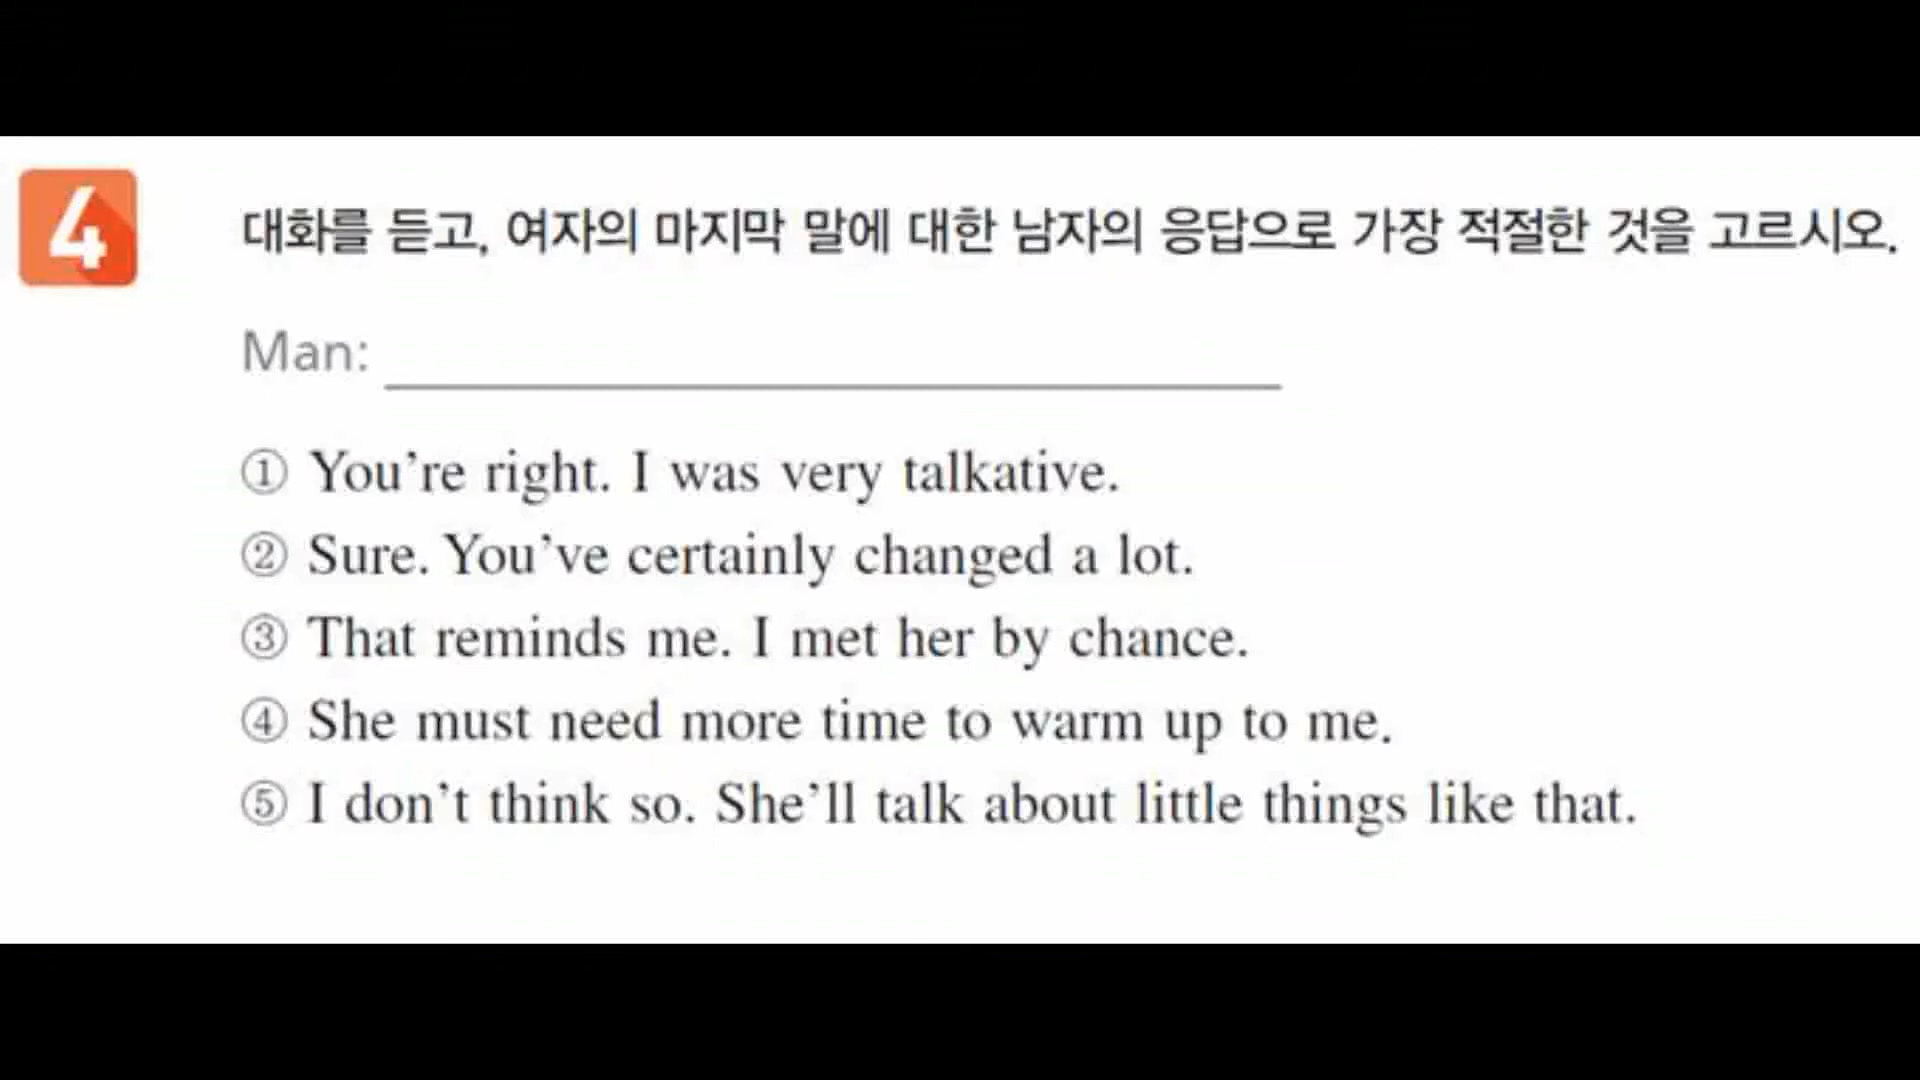 4
대화를 듣고, 여자의 마지막 말에 대한 남자의 응답으로 가장 적절한 것을 고르시오.
Man: 
① You're right. I was very talkative.
② Sure. You've certainly changed a lot.
③ That reminds me. I met her by chance.
④ She must need more time to warm up to me.
⑤ I don't think so. She'll talk about little things like that.